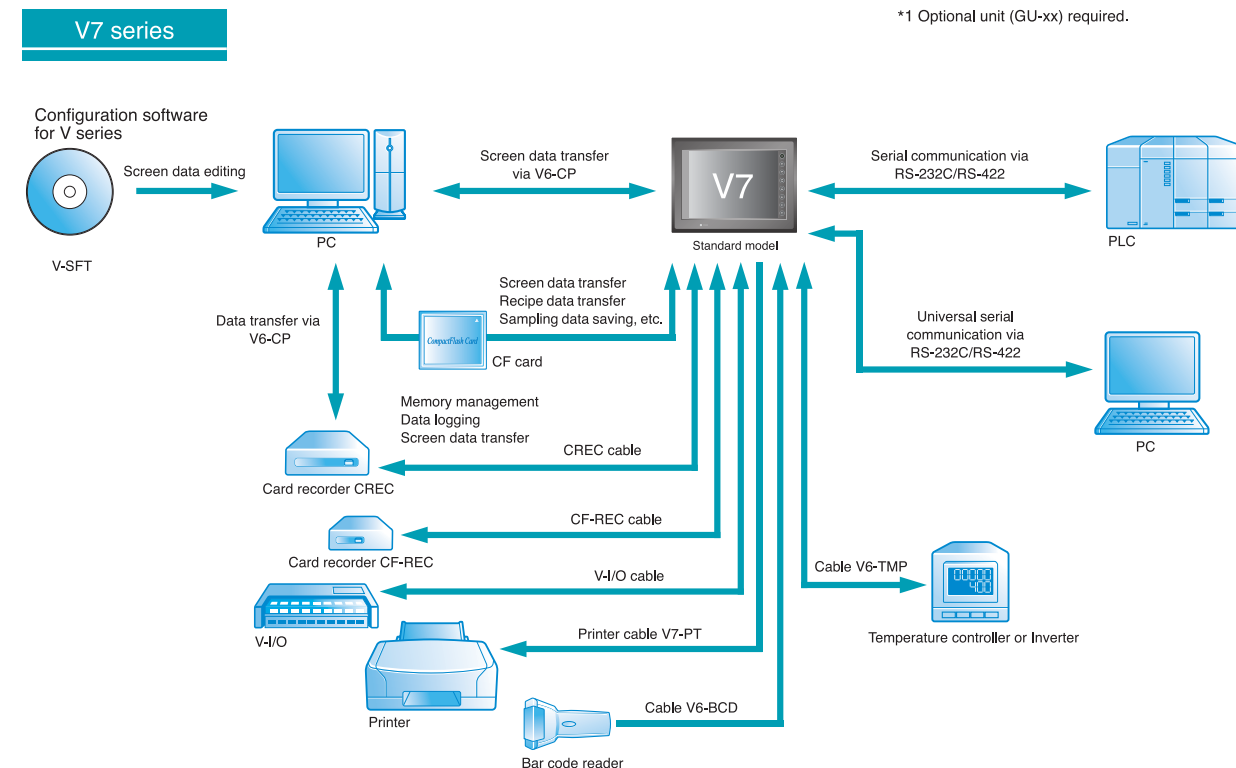 V7 series
*1 Optional unit (GU-xx) required.
Configuration software
for V series
Screen data editing
V-SFT
PC
Screen data transfer
via V6-CP
V7
Standard model
Serial communication via
RS-232C/RS-422
PLC
Data transfer via
V6-CP
CompactFlash Card
CF card
Screen data transfer
Recipe data transfer
Sampling data saving, etc.
Universal serial
communication via
RS-232C/RS-422
PC
Memory management
Data logging
Screen data transfer
CREC cable
Card recorder CREC
CF-REC cable
Card recorder CF-REC
V-I/O cable
V-I/O
Cable V6-TMP
00000
400
Temperature controller or Inverter
Printer cable V7-PT
Printer
Cable V6-BCD
Bar code reader